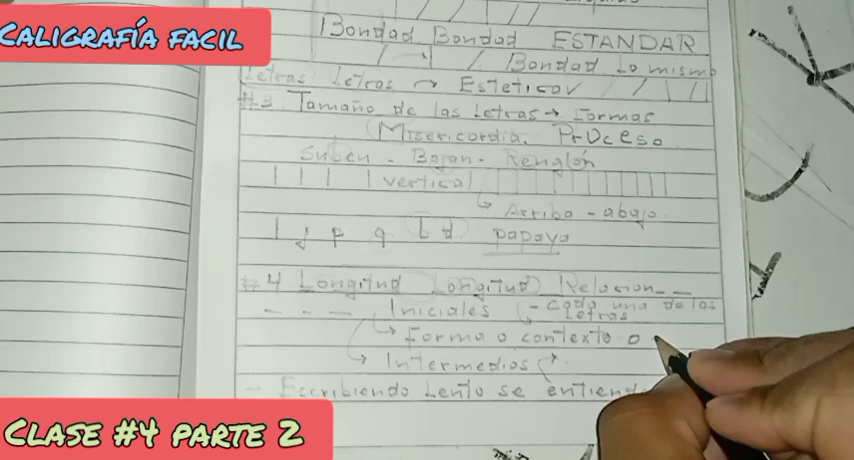 CALIGRAFÍA FACIL
Bondad Bondad ESTANDAR
Bondad Lo mismo
Letras Letras → Estetica
#3 Tamaño de las Letras → Formas
Misericordia. Proceso
Suben - Bajan - Renglón
vertical
↳ Arriba - abajo
l j p q b d papaya
#4 Longitud Longitud Relacion - -
- - - Iniciales - cada una de las
Letras
↳ Forma o contexto o
↳ Intermedios
- Escribiendo Lento se
CLASE #4 PARTE 2